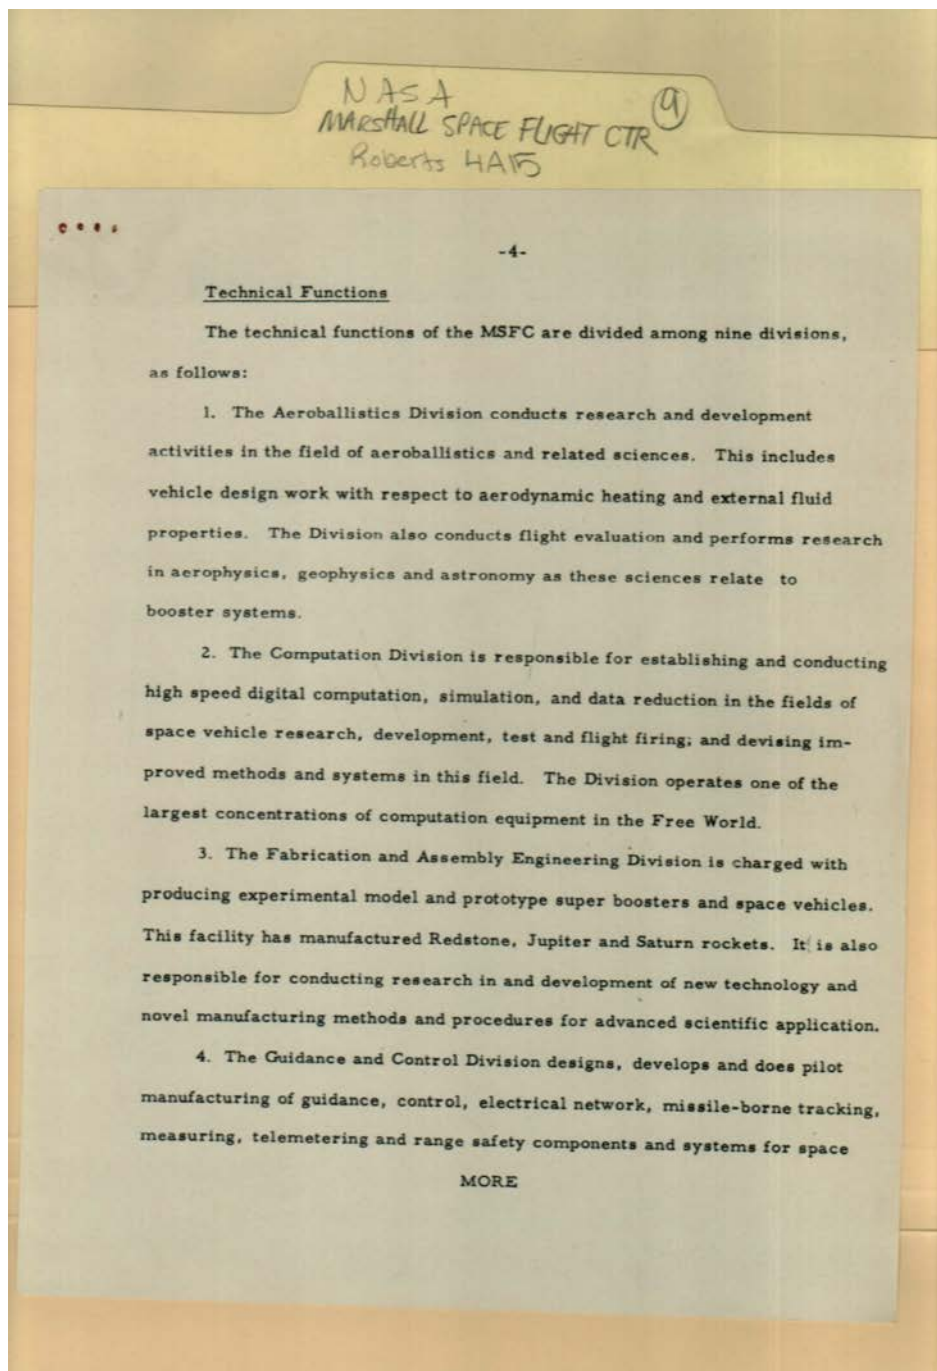 NASA
MARSHALL SPACE FLIGHT CTR 9
Roberts 4A15
-4-
Technical Functions
The technical functions of the MSFC are divided among nine divisions,
as follows:
1. The Aeroballistics Division conducts research and development
activities in the field of aeroballistics and related sciences. This includes
vehicle design work with respect to aerodynamic heating and external fluid
properties. The Division also conducts flight evaluation and performs research
in aerophysics, geophysics and astronomy as these sciences relate to
booster systems.
2. The Computation Division is responsible for establishing and conducting
high speed digital computation, simulation, and data reduction in the fields of
space vehicle research, development, test and flight firing; and devising im-
proved methods and systems in this field. The Division operates one of the
largest concentrations of computation equipment in the Free World.
3. The Fabrication and Assembly Engineering Division is charged with
producing experimental model and prototype super boosters and space vehicles.
This facility has manufactured Redstone, Jupiter and Saturn rockets. It is also
responsible for conducting research in and development of new technology and
novel manufacturing methods and procedures for advanced scientific application.
4. The Guidance and Control Division designs, develops and does pilot
manufacturing of guidance, control, electrical network, missile-borne tracking,
measuring, telemetering and range safety components and systems for space
MORE